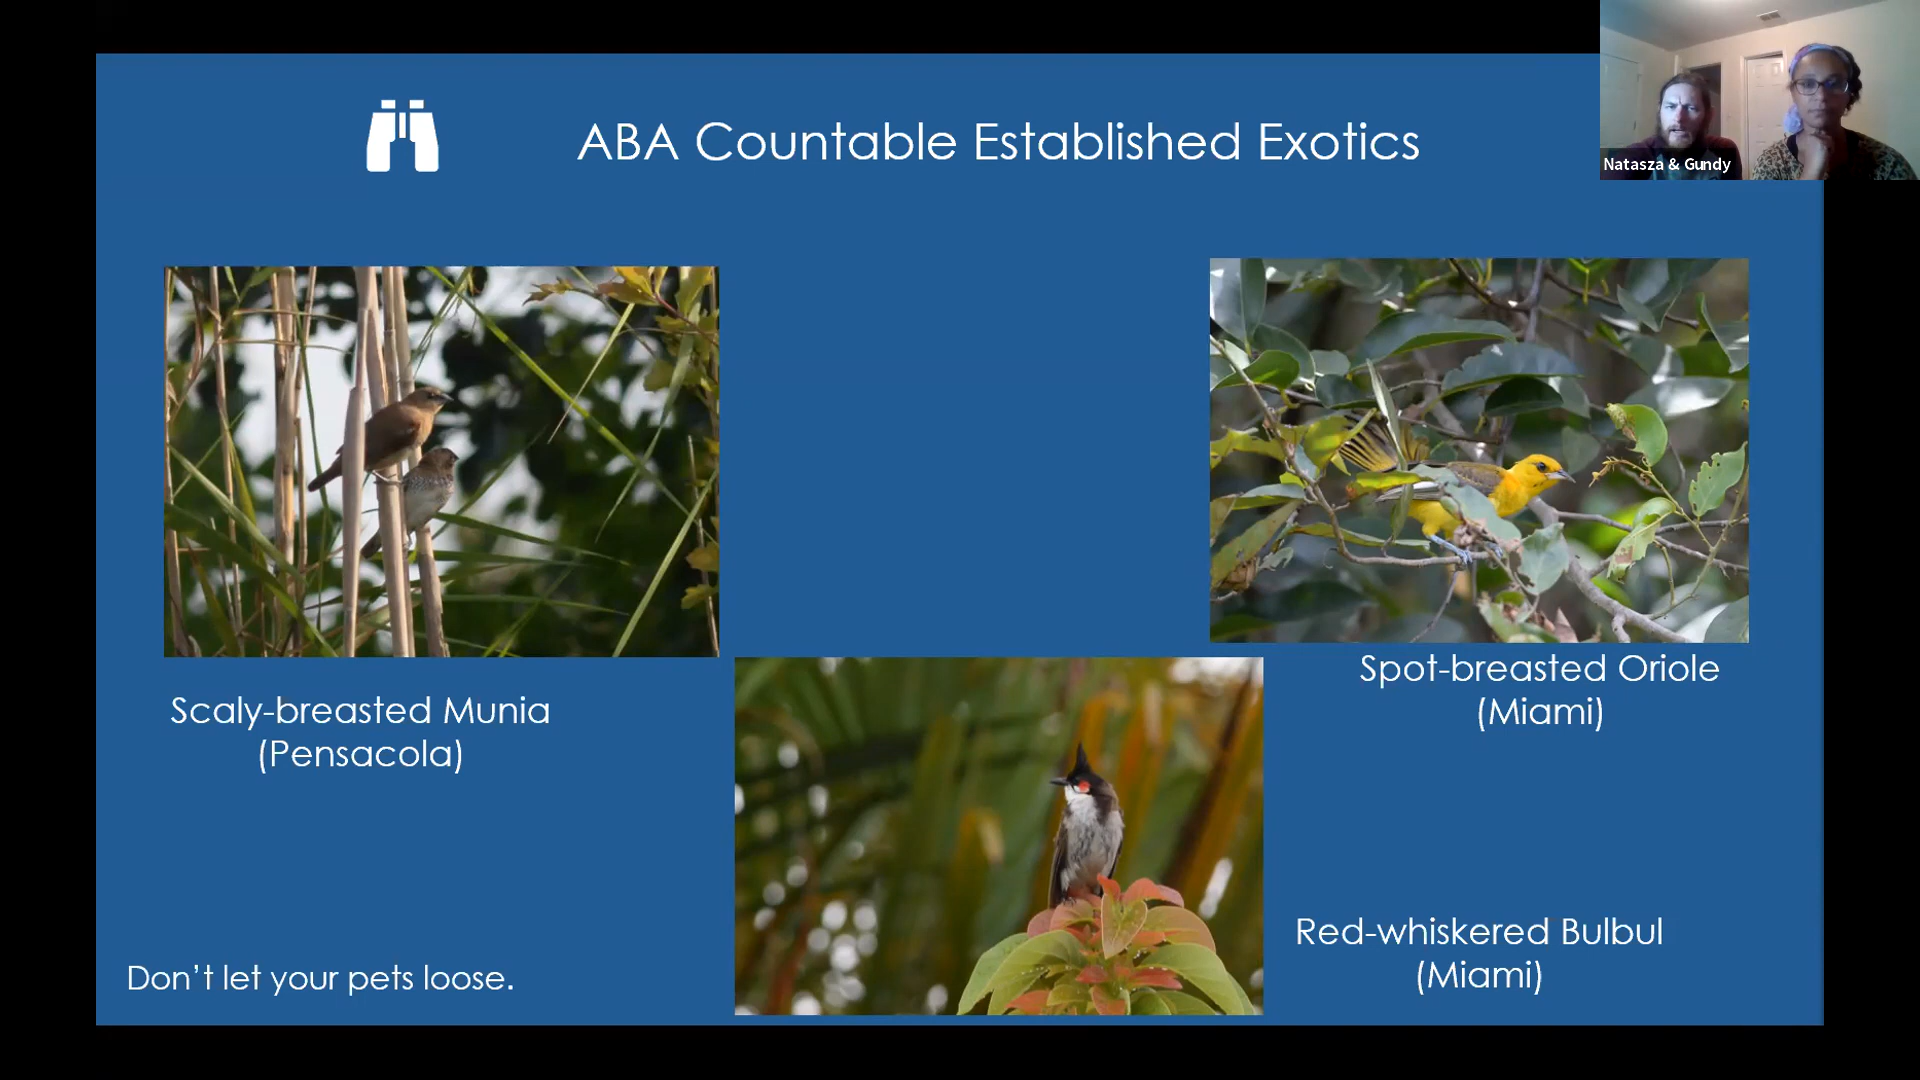 ABA Countable Established Exotics
Natasza & Gundy
Scaly-breasted Munia
(Pensacola)
Spot-breasted Oriole
(Miami)
Red-whiskered Bulbul
(Miami)
Don't let your pets loose.